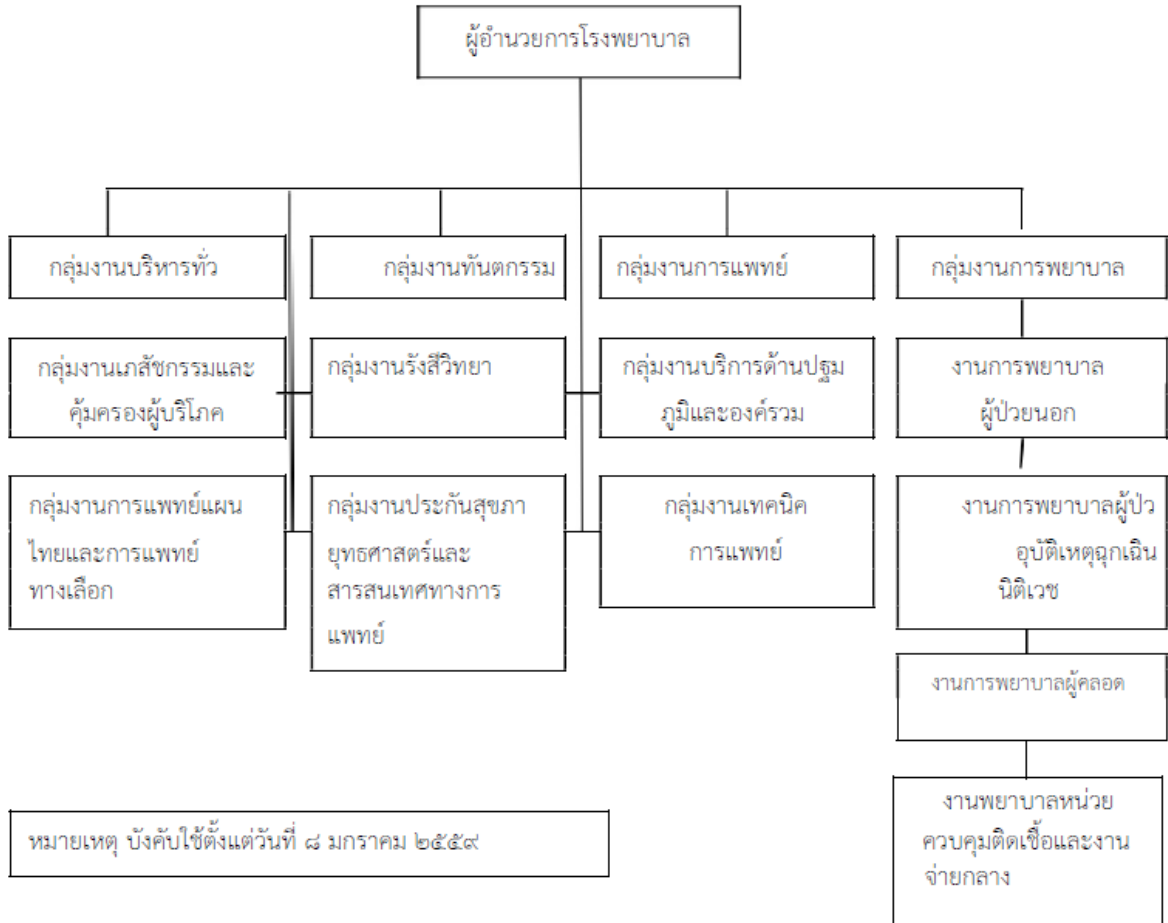 ผู้อำนวยการโรงพยาบาล
กลุ่มงานบริหารทั่ว
กลุ่มงานทันตกรรม
กลุ่มงานการแพทย์
กลุ่มงานการพยาบาล
กลุ่มงานเภสัชกรรมและ
คุ้มครองผู้บริโภค
กลุ่มงานรังสีวิทยา
กลุ่มงานบริการด้านปฐม
ภูมิและองค์รวม
งานการพยาบาล
ผู้ป่วยนอก
กลุ่มงานการแพทย์แผน
ไทยและการแพทย์
ทางเลือก
กลุ่มงานประกันสุขภา
ยุทธศาสตร์และ
สารสนเทศทางการ
แพทย์
กลุ่มงานเทคนิค
การแพทย์
งานการพยาบาลผู้ป่ว
อุบัติเหตุฉุกเฉิน
นิติเวช
งานการพยาบาลผู้คลอด
งานพยาบาลหน่วย
ควบคุมติดเชื้อและงาน
จ่ายกลาง
หมายเหตุ บังคับใช้ตั้งแต่วันที่ ๘ มกราคม ๒๕๕๙